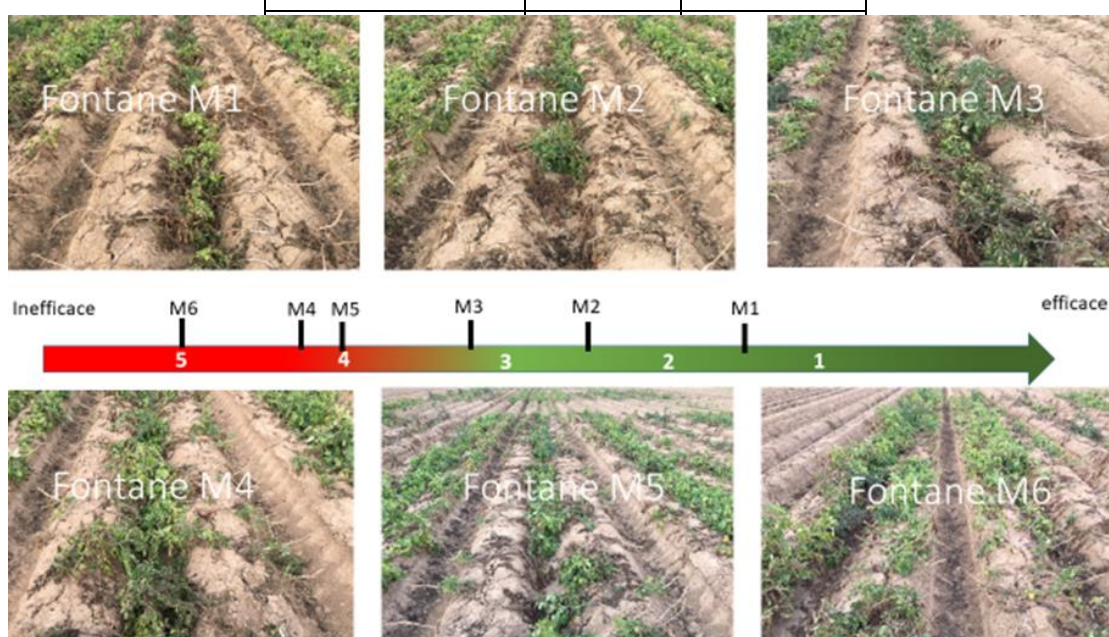 Fontane M1
Fontane M2
Fontane M3
Inefficace
M6
M4
M5
M3
M2
M1
efficace
5
4
3
2
1
Fontane M4
Fontane M5
Fontane M6